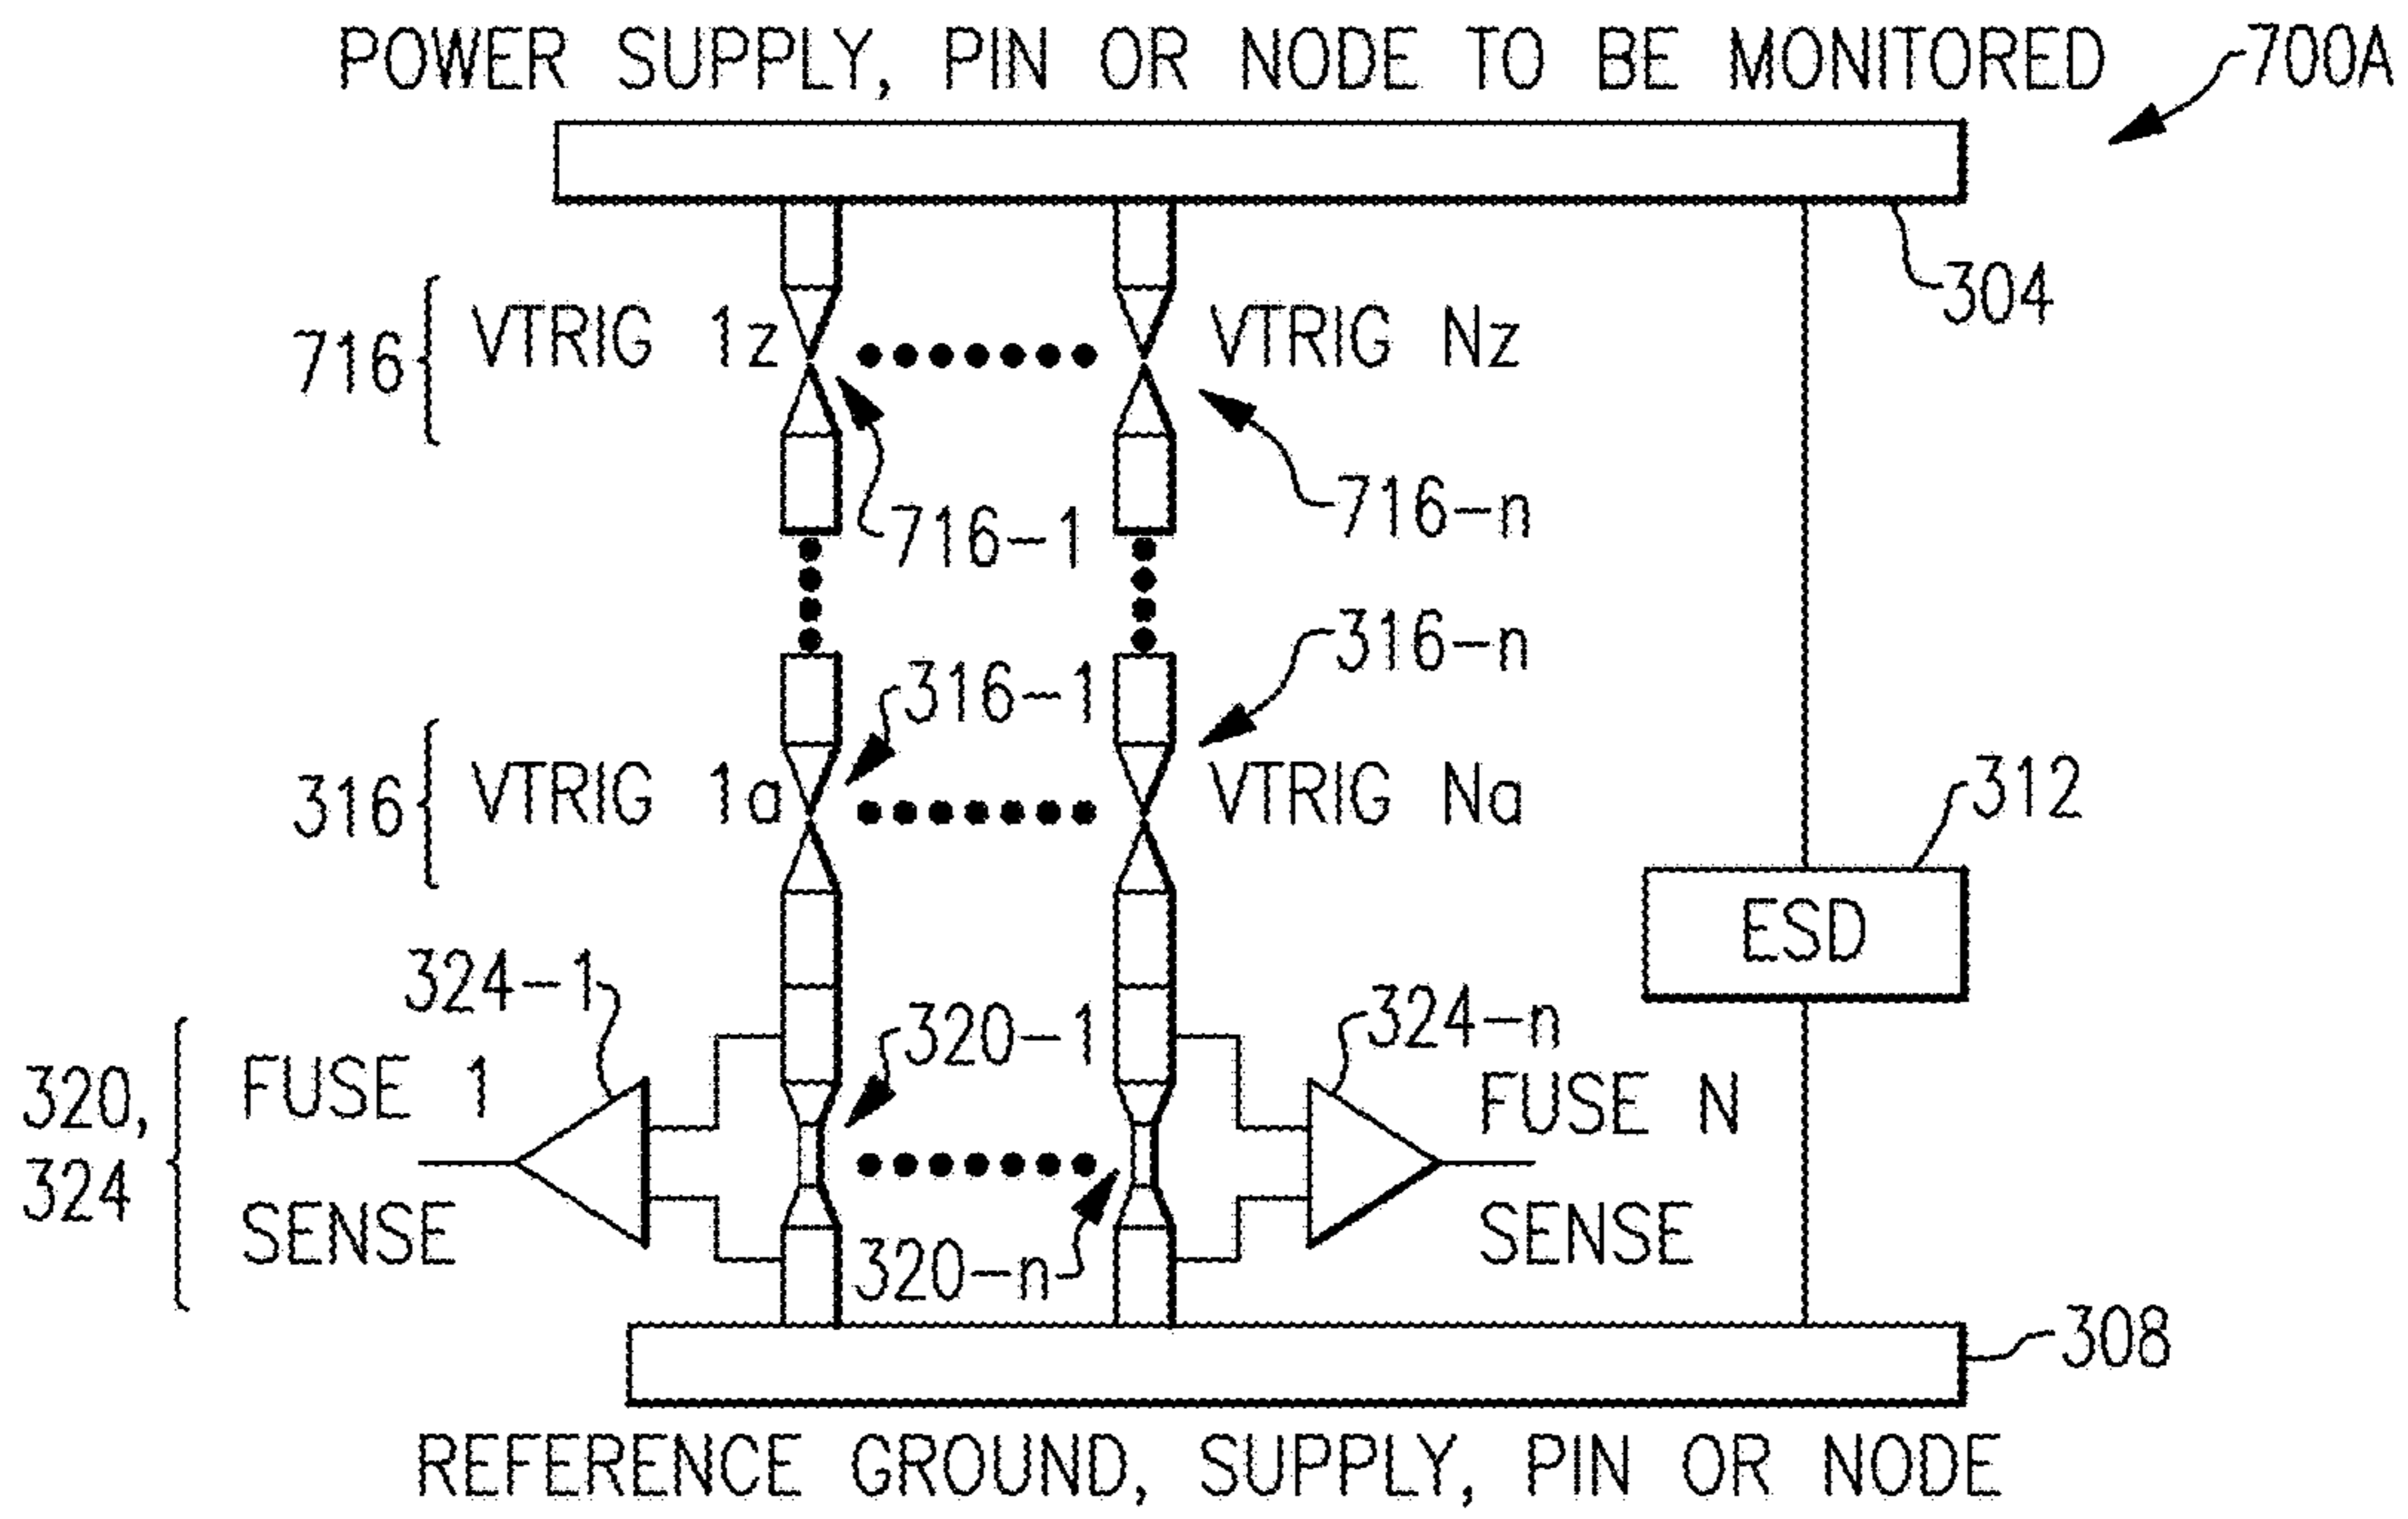 POWER SUPPLY, PIN OR NODE TO BE MONITORED
700A
304
716
VTRIG 1z
VTRIG Nz
716-1
716-n
316-n
316-1
316
VTRIG 1a
VTRIG Na
312
ESD
324-1
320-1
324-n
320,
324
FUSE 1
SENSE
FUSE N
SENSE
320-n
308
REFERENCE GROUND, SUPPLY, PIN OR NODE